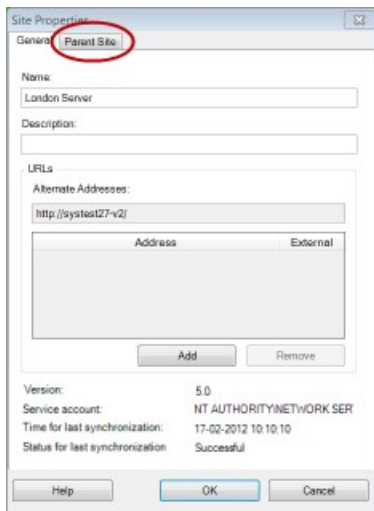 Site Properties
General Parent Site
Name:
London Server
Description:
URLs
Alternate Addresses:
http://systest27-v2/
Address External
Add Remove
Version: 5.0
Service account: NT AUTHORITY\NETWORK SER
Time for last synchronization: 17-02-2012 10:10:10
Status for last synchronization Successful
Help OK Cancel